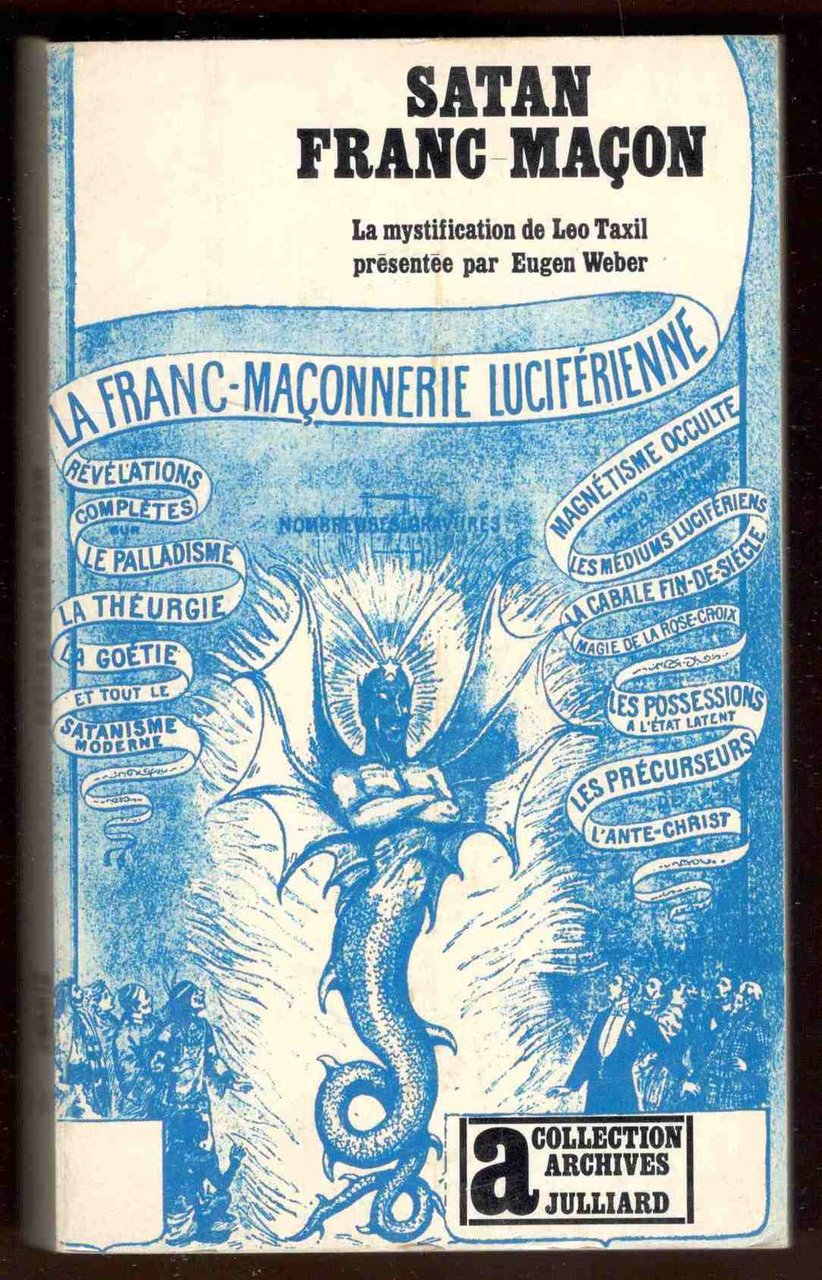 SATAN
FRANC-MAÇON
La mystification de Leo Taxil
présentée par Eugen Weber
LA FRANC-MAÇONNERIE LUCIFÉRIENNE
RÉVÉLATIONS
COMPLÈTES
SUR
LE PALLADISME
LA THÉURGIE
LA GOÉTIE
ET TOUT LE
SATANISME
MODERNE
NOMBREUSES GRAVURES
MAGNÉTISME OCCULTE
LES MÉDIUMS LUCIFÉRIENS
LA CABALE FIN-DE-SIÈCLE
MAGIE DE LA ROSE-CROIX
LES POSSESSIONS
A L'ÉTAT LATENT
LES PRÉCURSEURS
DE
L'ANTE-CHRIST
a
COLLECTION
ARCHIVES
JULLIARD